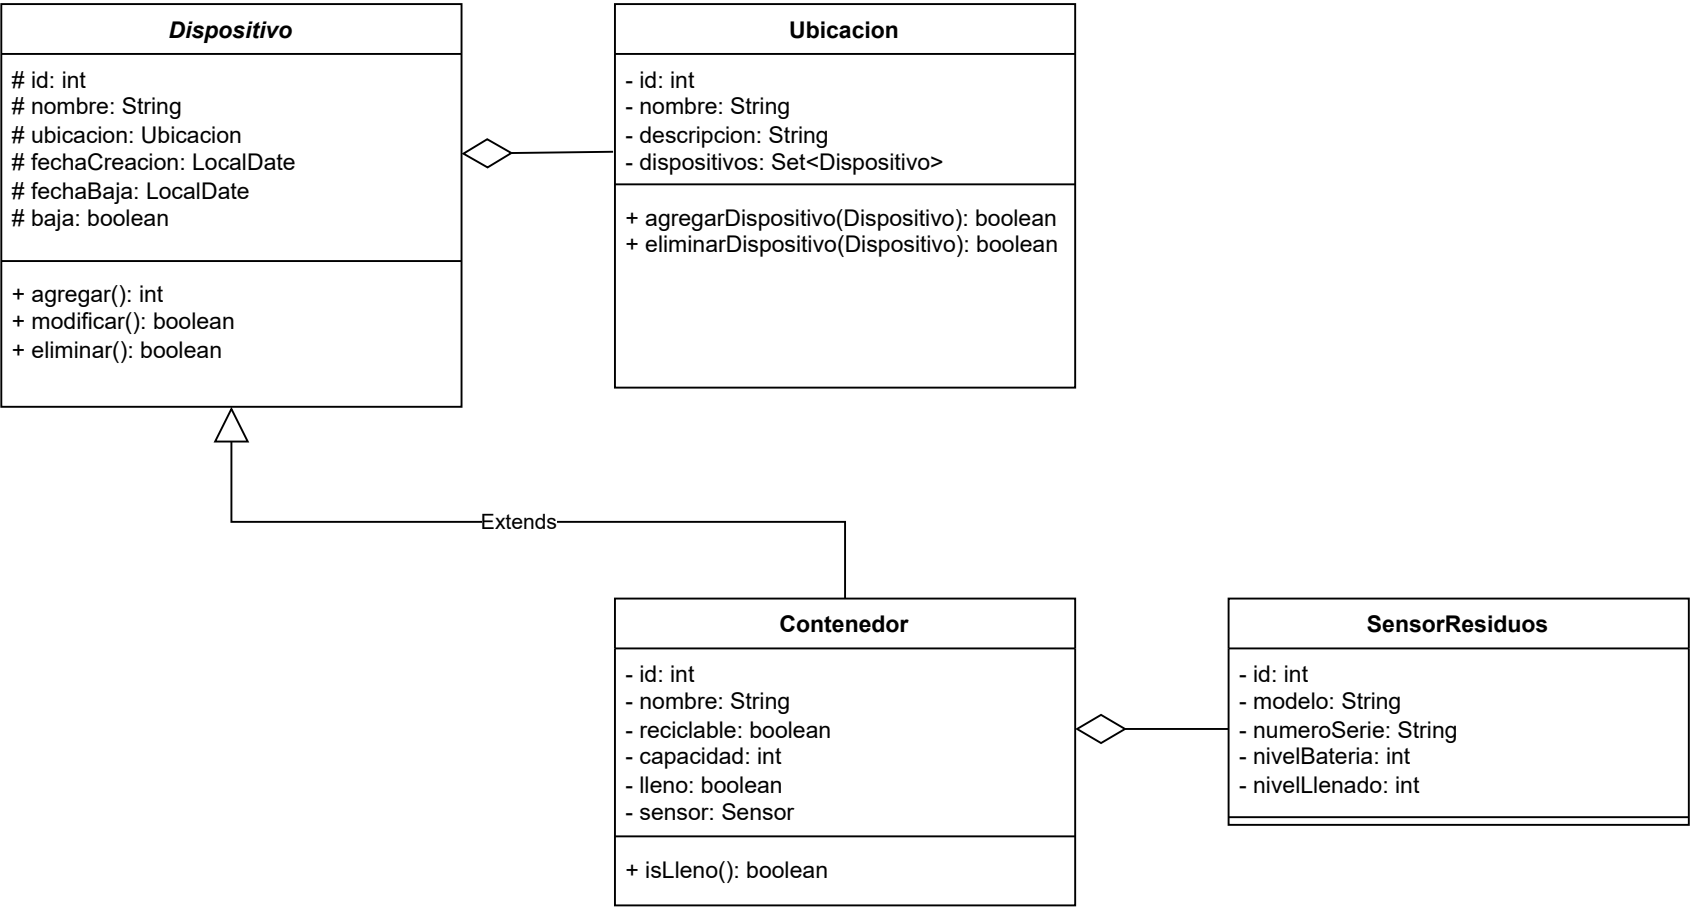 Dispositivo
# id: int
# nombre: String
# ubicacion: Ubicacion
# fechaCreacion: LocalDate
# fechaBaja: LocalDate
# baja: boolean
+ agregar(): int
+ modificar(): boolean
+ eliminar(): boolean
Ubicacion
- id: int
- nombre: String
- descripcion: String
- dispositivos: Set<Dispositivo>
+ agregarDispositivo(Dispositivo): boolean
+ eliminarDispositivo(Dispositivo): boolean
Extends
Contenedor
- id: int
- nombre: String
- reciclable: boolean
- capacidad: int
- lleno: boolean
- sensor: Sensor
+ isLleno(): boolean
SensorResiduos
- id: int
- modelo: String
- numeroSerie: String
- nivelBateria: int
- nivelLlenado: int